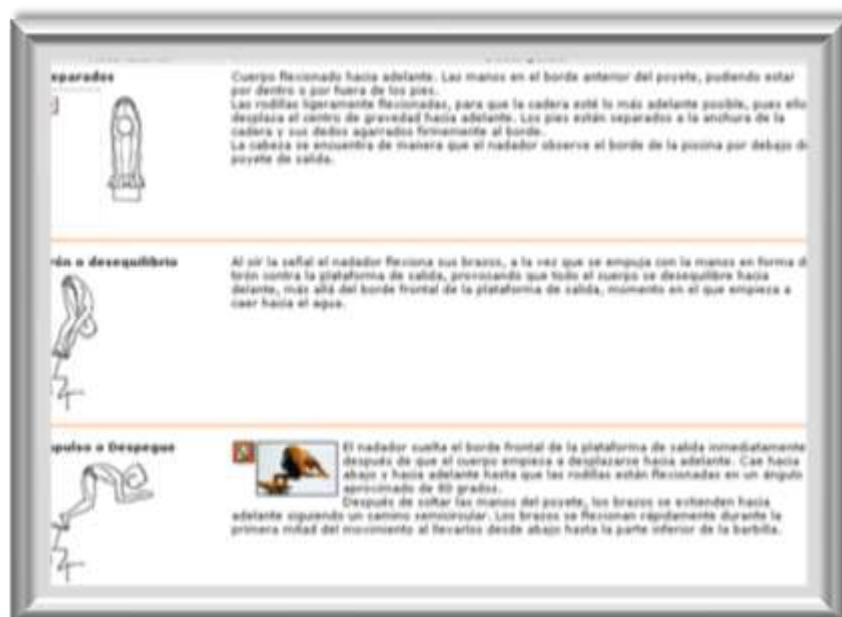 eparados
Cuerpo flexionado hacia adelante. Las manos en el borde anterior del poyete, pudiendo estar
por dentro o por fuera de los pies.
Las rodillas ligeramente flexionadas, para que la cadera esté lo más adelante posible, pues ello
desplaza el centro de gravedad hacia adelante. Los pies están separados a la anchura de la
cadera y sus dedos agarrados firmemente al borde.
La cabeza se encuentra de manera que el nadador observe el borde de la piscina por debajo de
poyete de salida.
rón o desequilibrio
Al oir la señal el nadador flexiona sus brazos, a la vez que se empuja con la manos en forma d
tirón contra la plataforma de salida, provocando que todo el cuerpo se desequilibre hacia
delante, más allá del borde frontal de la plataforma de salida, momento en el que empieza a
caer hacia el agua.
pulso o Despegue
El nadador suelta el borde frontal de la plataforma de salida inmediatamente
después de que el cuerpo empieza a desplazarse hacia adelante. Cae hacia
abajo y hacia adelante hasta que las rodillas están flexionadas en un ángulo
aproximado de 80 grados.
Después de soltar las manos del poyete, los brazos se extienden hacia
adelante siguiendo un camino semicircular. Los brazos se flexionan rápidamente durante la
primera mitad del movimiento al llevarlos desde abajo hasta la parte inferior de la barbilla.